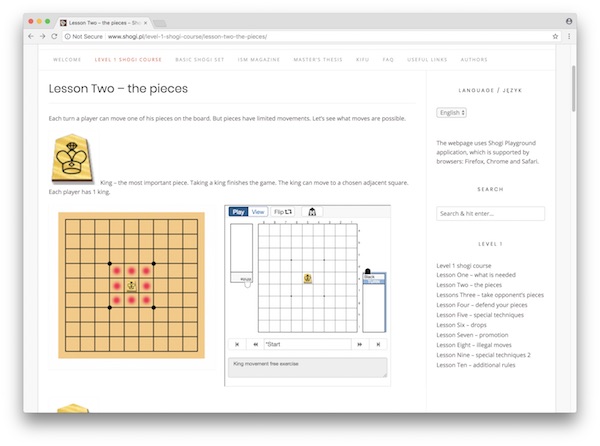 Lesson Two – the pieces – Sho
Not Secure
www.shogi.pl/level-1-shogi-course/lesson-two-the-pieces/
WELCOME LEVEL 1 SHOGI COURSE BASIC SHOGI SET ISM MAGAZINE MASTER'S THESIS KIFU FAQ USEFUL LINKS AUTHORS
Lesson Two – the pieces
Each turn a player can move one of his pieces on the board. But pieces have limited movements. Let's see what moves are possible.
King – the most important piece. Taking a king finishes the game. The king can move to a chosen adjacent square.
Each player has 1 king.
Play View Flip
White
Black
*Start
King movement free exercise.
LANGUAGE / JĘZYK
English
The webpage uses Shogi Playground
application, which is supported by
browsers: Firefox, Chrome and Safari.
SEARCH
Search & hit enter...
LEVEL 1
Level 1 shogi course
Lesson One – what is needed
Lesson Two – the pieces
Lessons Three – take opponent's pieces
Lesson Four – defend your pieces
Lesson Five – special techniques
Lesson Six – drops
Lesson Seven – promotion
Lesson Eight – illegal moves
Lesson Nine – special techniques 2
Lesson Ten – additional rules